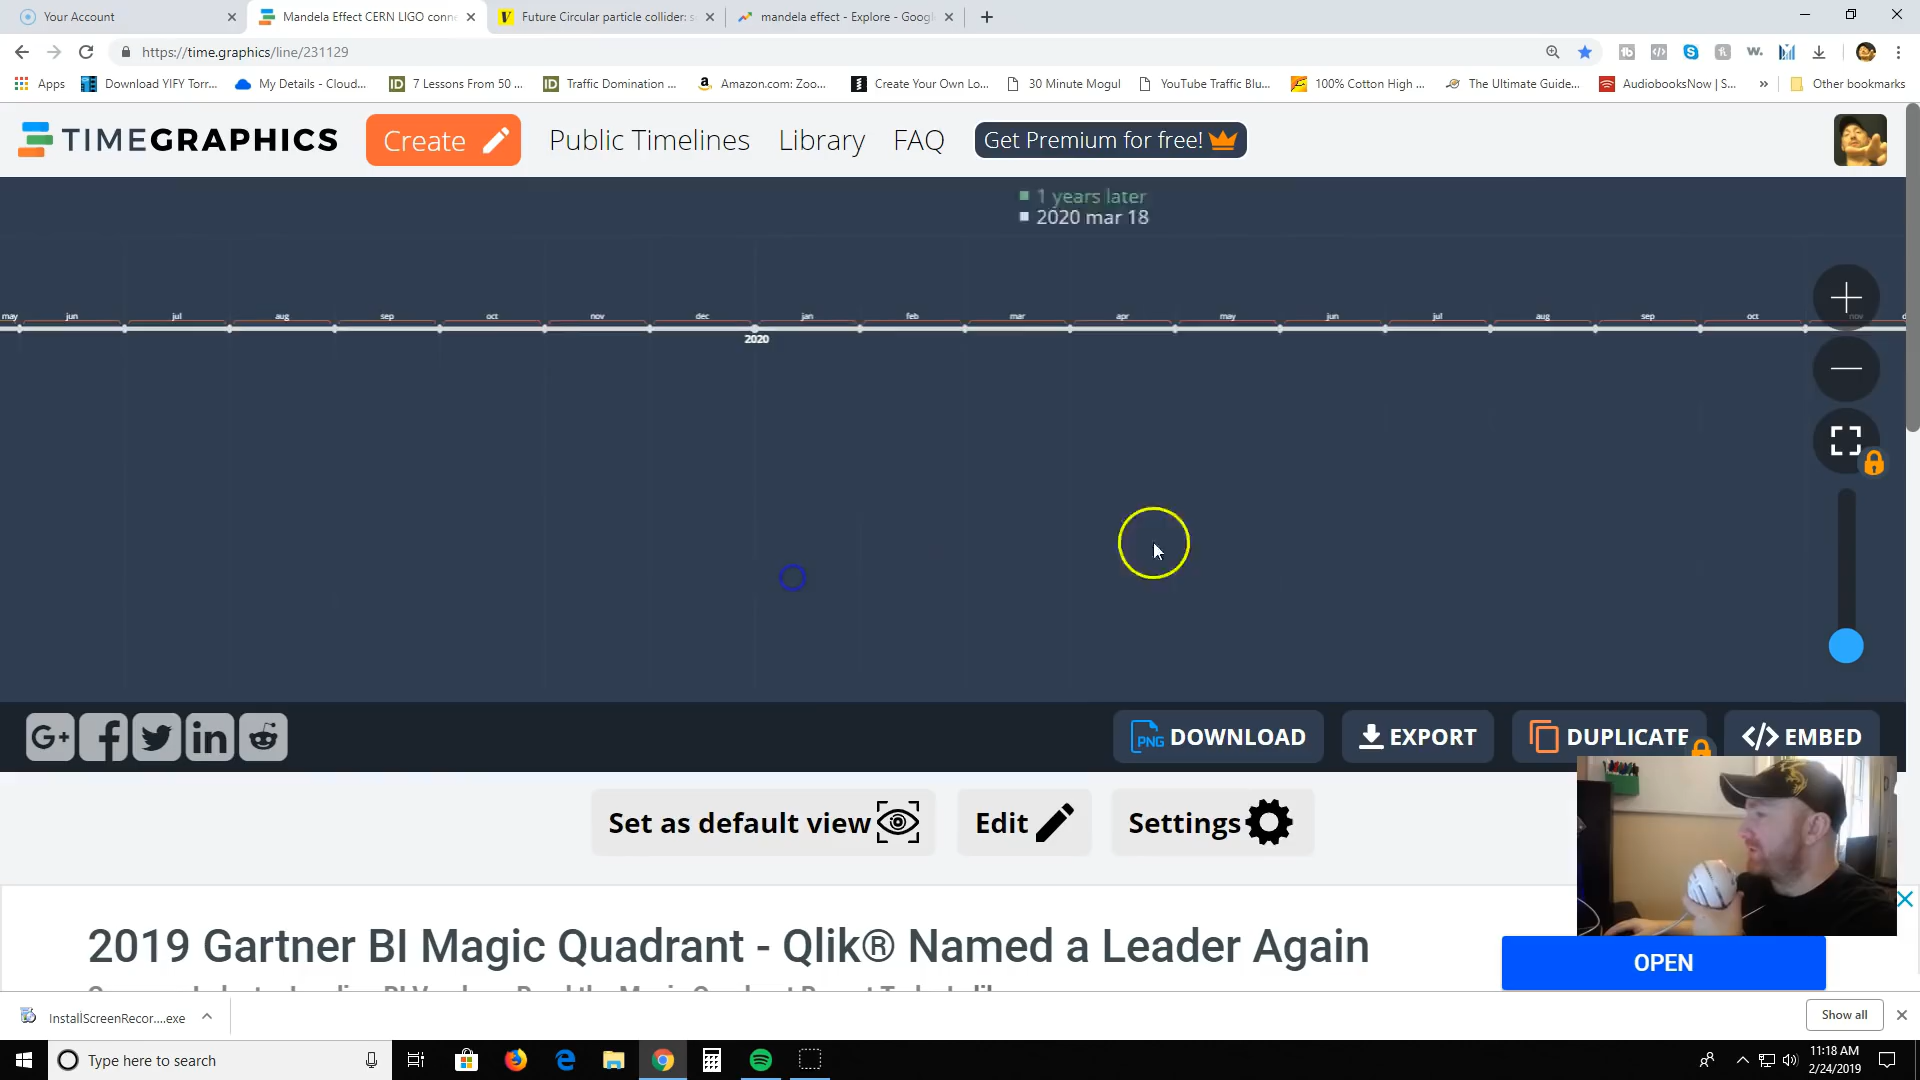 Your Account
Mandela Effect CERN LIGO conne
Future Circular particle collider: s
mandela effect - Explore - Googl
https://time.graphics/line/231129
Apps
Download YIFY Torr...
My Details - Cloud...
7 Lessons From 50 ...
Traffic Domination ...
Amazon.com: Zoo...
Create Your Own Lo...
30 Minute Mogul
YouTube Traffic Blu...
100% Cotton High ...
The Ultimate Guide...
AudiobooksNow | S...
Other bookmarks
TIMEGRAPHICS
Create
Public Timelines
Library
FAQ
Get Premium for free!
1 years later
2020 mar 18
may jun jul aug sep oct nov dec jan feb mar apr may jun jul aug sep oct nov
2020
G+
PNG DOWNLOAD
EXPORT
DUPLICATE
EMBED
Set as default view
Edit
Settings
2019 Gartner BI Magic Quadrant - Qlik® Named a Leader Again
OPEN
InstallScreenRecor....exe
Show all
Type here to search
11:18 AM
2/24/2019